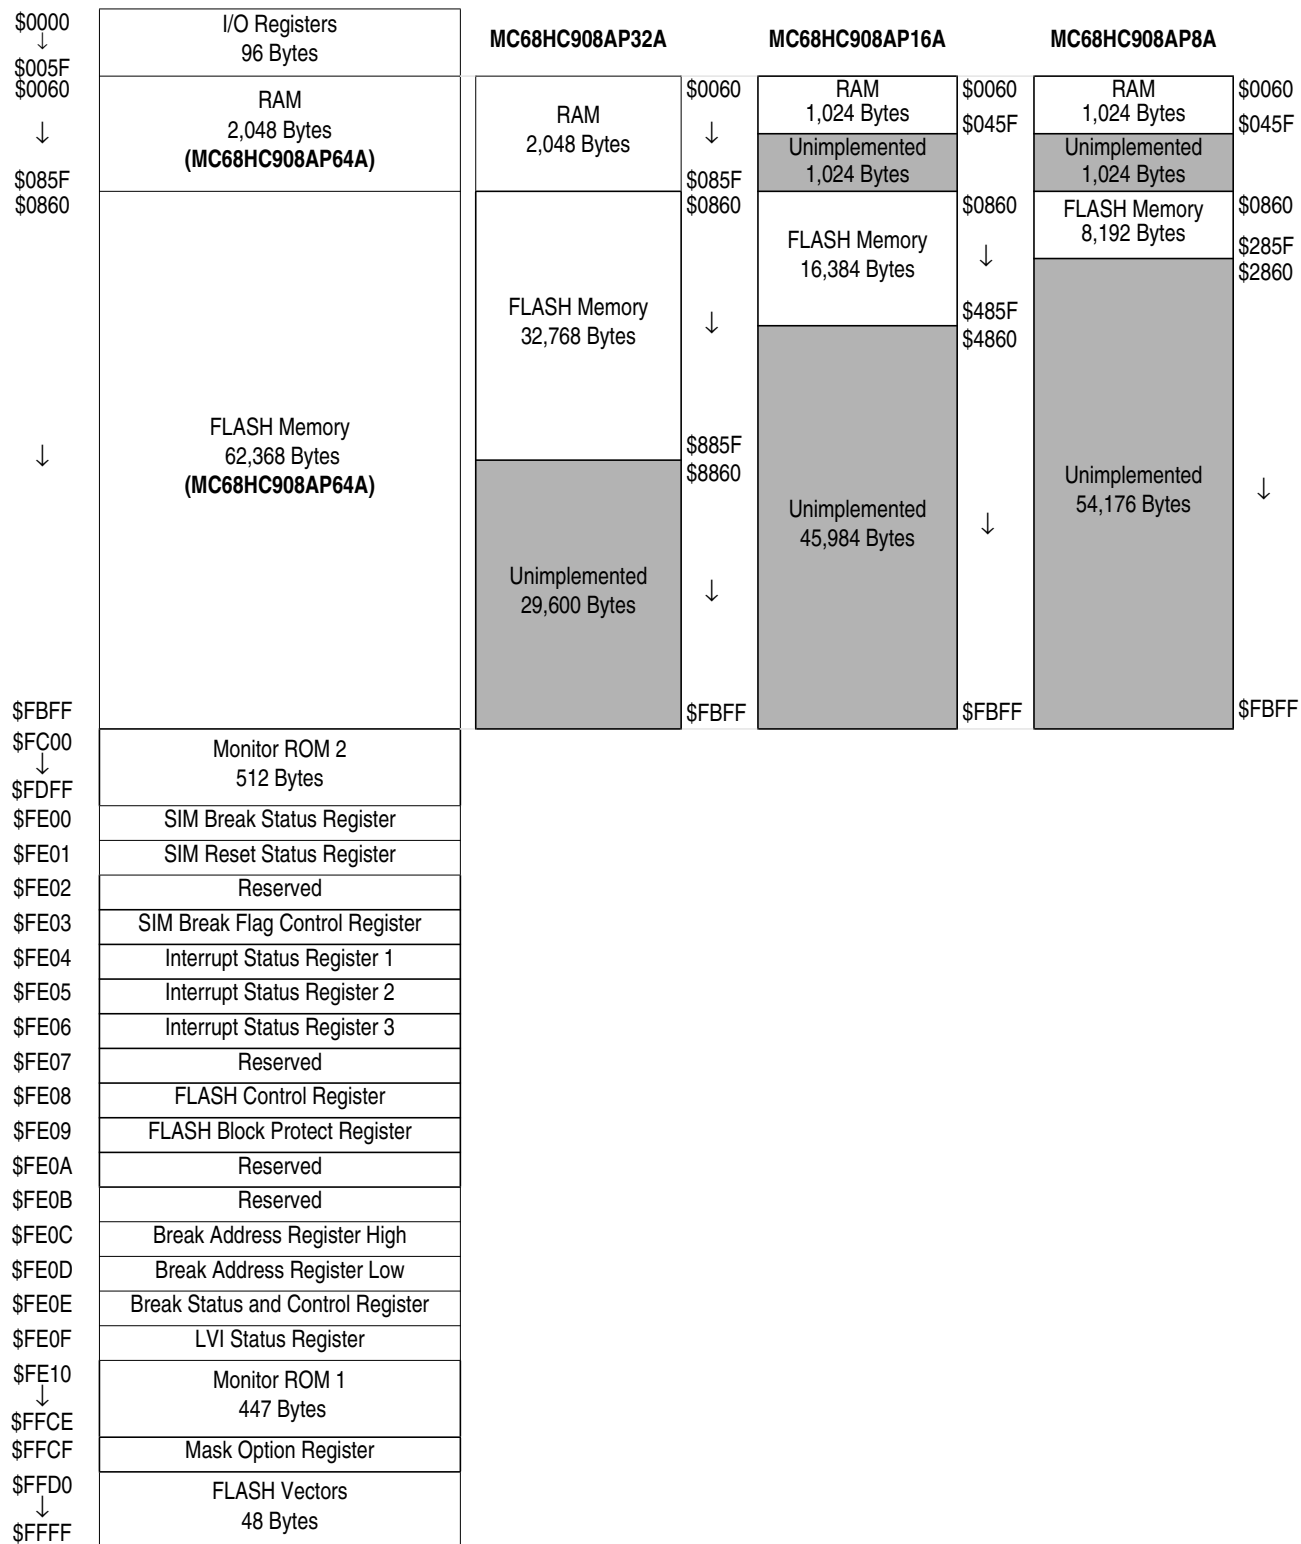 $0000
↓
$005F
I/O Registers
96 Bytes
MC68HC908AP32A
MC68HC908AP16A
MC68HC908AP8A
$0060
↓
$085F
RAM
2,048 Bytes
(MC68HC908AP64A)
RAM
2,048 Bytes
$0060
↓
$085F
RAM
1,024 Bytes
$0060
$045F
Unimplemented
1,024 Bytes
RAM
1,024 Bytes
$0060
$045F
Unimplemented
1,024 Bytes
$0860
↓
$FBFF
FLASH Memory
62,368 Bytes
(MC68HC908AP64A)
FLASH Memory
32,768 Bytes
$0860
↓
$885F
Unimplemented
29,600 Bytes
$8860
↓
$FBFF
FLASH Memory
16,384 Bytes
$0860
↓
$485F
Unimplemented
45,984 Bytes
$4860
↓
$FBFF
FLASH Memory
8,192 Bytes
$0860
$285F
Unimplemented
54,176 Bytes
$2860
↓
$FBFF
$FC00
↓
$FDFF
Monitor ROM 2
512 Bytes
$FE00 SIM Break Status Register
$FE01 SIM Reset Status Register
$FE02 Reserved
$FE03 SIM Break Flag Control Register
$FE04 Interrupt Status Register 1
$FE05 Interrupt Status Register 2
$FE06 Interrupt Status Register 3
$FE07 Reserved
$FE08 FLASH Control Register
$FE09 FLASH Block Protect Register
$FE0A Reserved
$FE0B Reserved
$FE0C Break Address Register High
$FE0D Break Address Register Low
$FE0E Break Status and Control Register
$FE0F LVI Status Register
$FE10
↓
$FFCE
Monitor ROM 1
447 Bytes
$FFCF Mask Option Register
$FFD0
↓
$FFFF
FLASH Vectors
48 Bytes